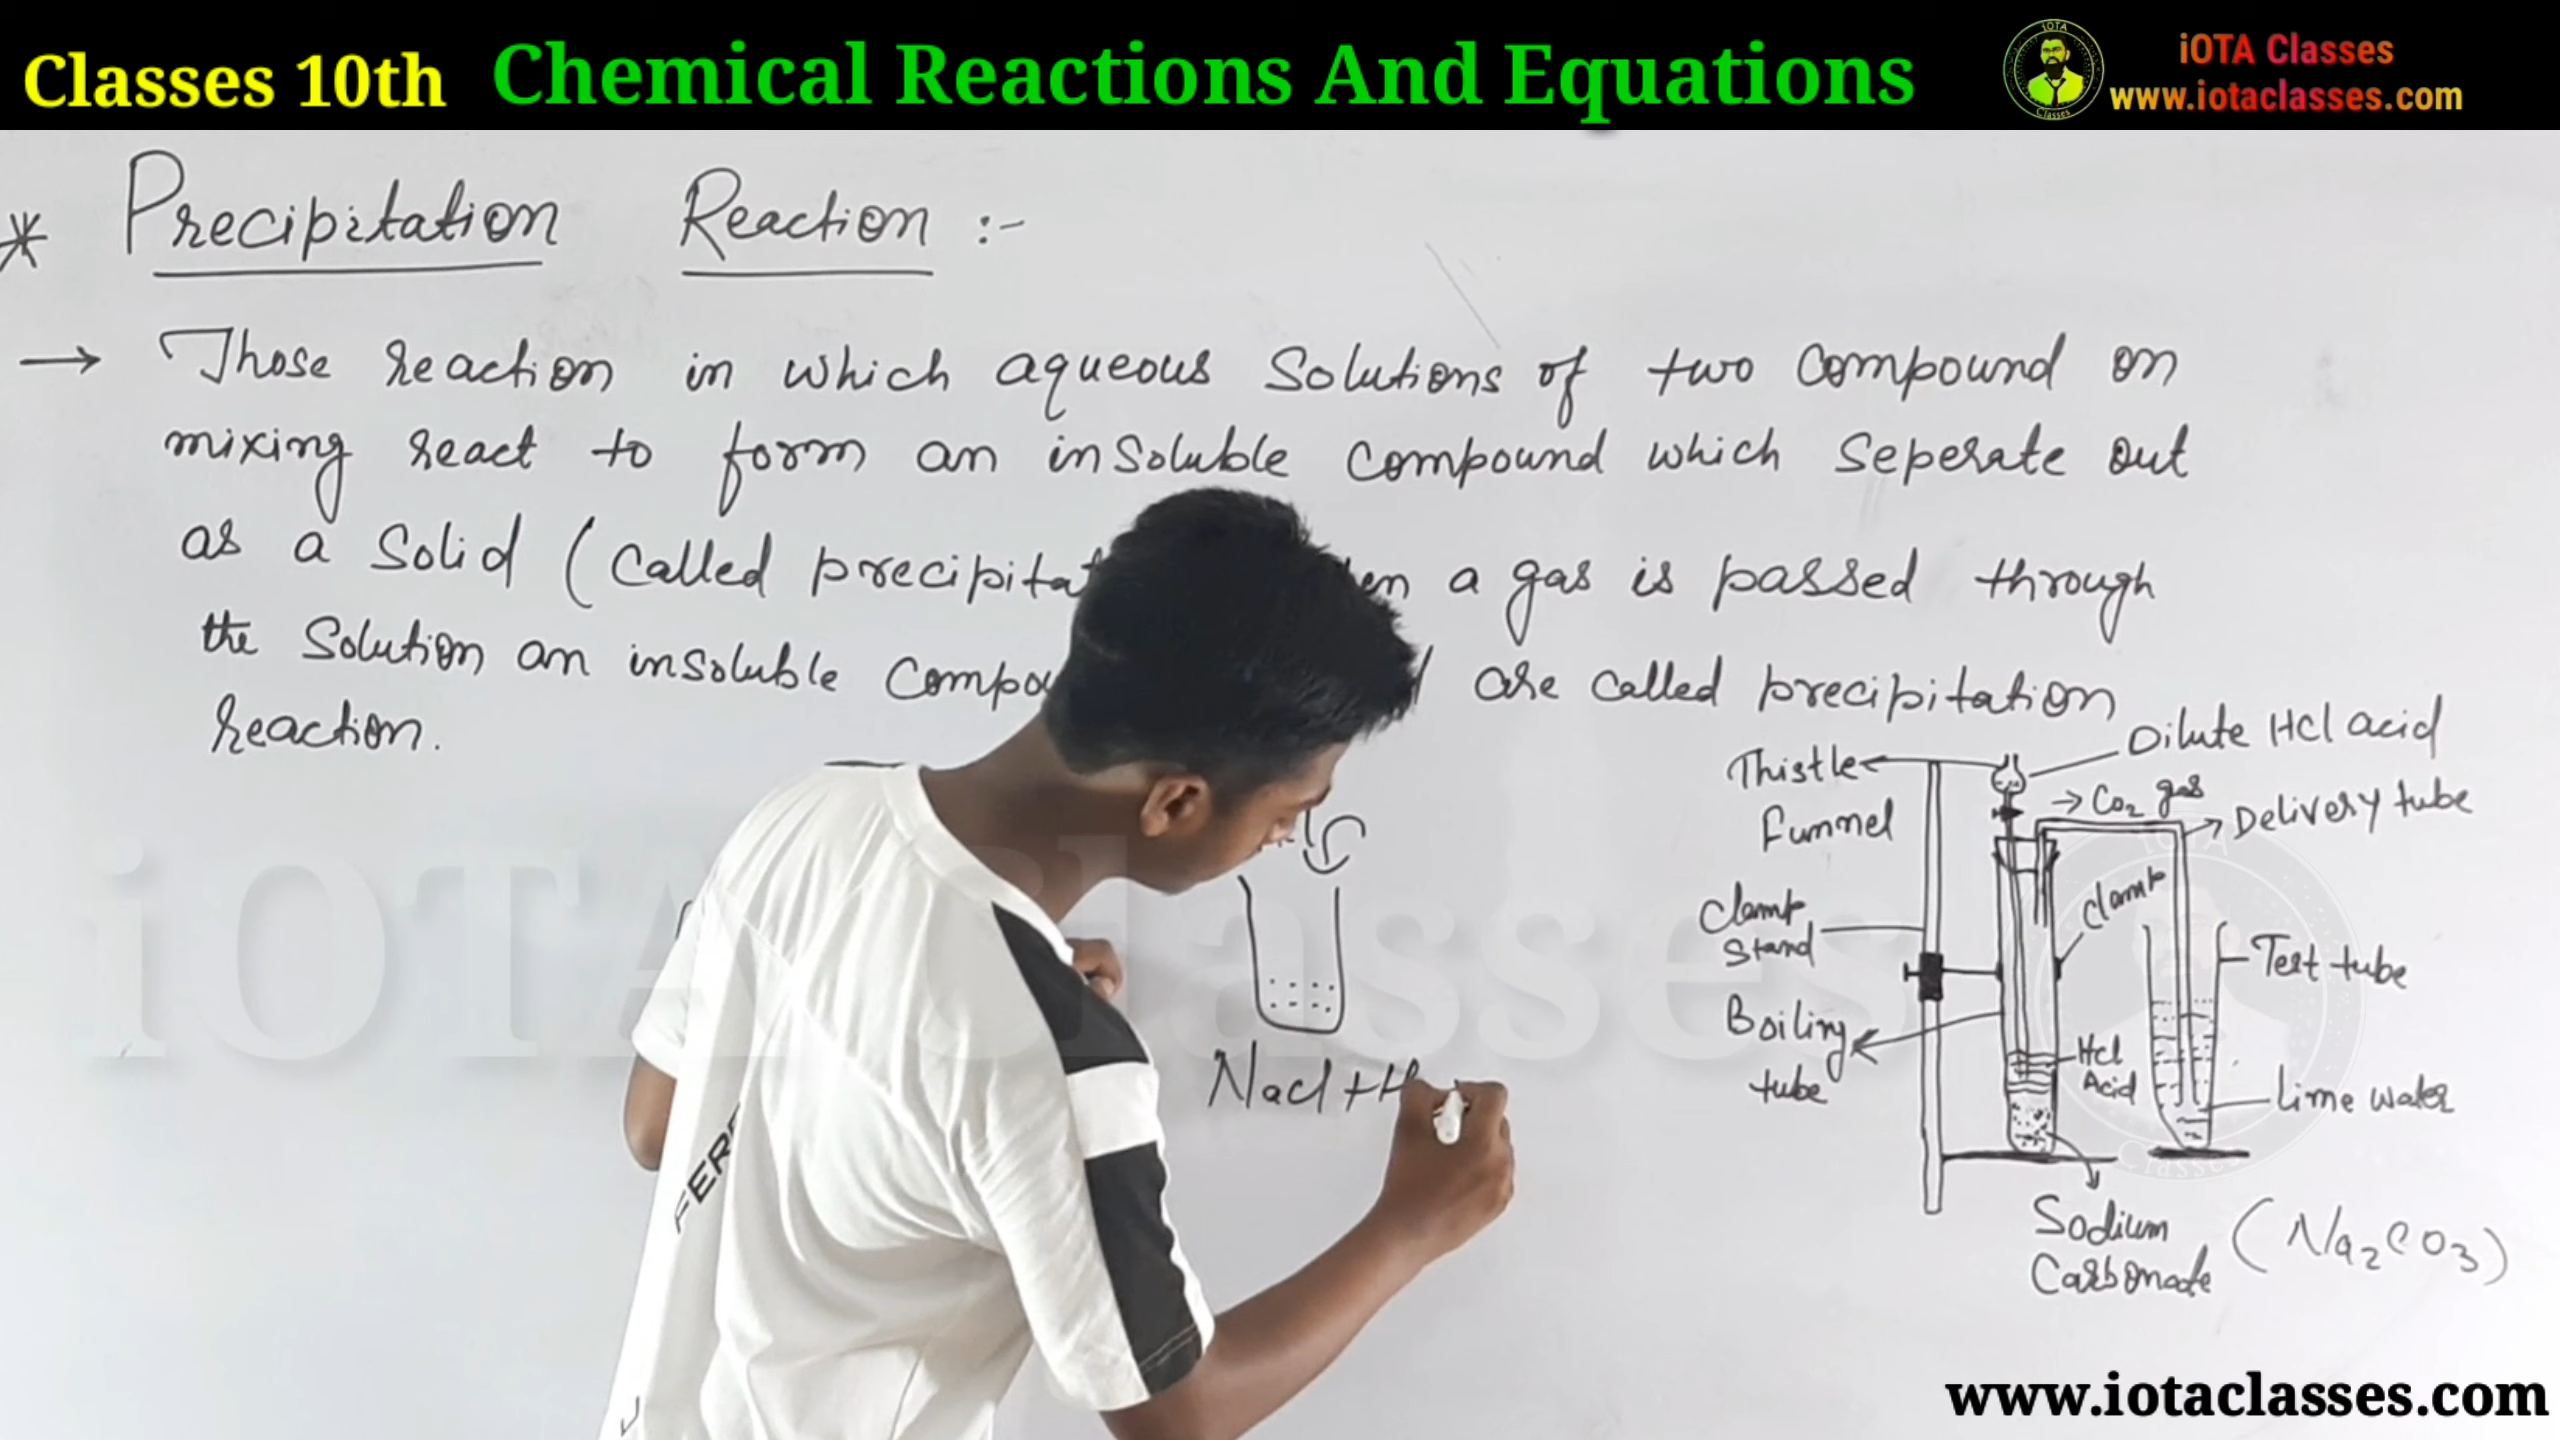 Classes 10th Chemical Reactions And Equations
iOTA Classes
www.iotaclasses.com
* Precipitation Reaction :-
→ Those reaction in which aqueous Solutions of two compound on
mixing react to form an insoluble compound which seperate out
as a solid (called precipitat a gas is passed through
the solution an insoluble compou are called precipitation
reaction.
Dilute HCl acid
Thistle
Funnel
→ CO2 gas
Delivery tube
Clamp
Stand
clamp
Test tube
Boiling
tube
HCl
Acid
lime water
NaCl + H
Sodium
Carbonate
(Na2CO3)
iOTA Classes
FER
www.iotaclasses.com